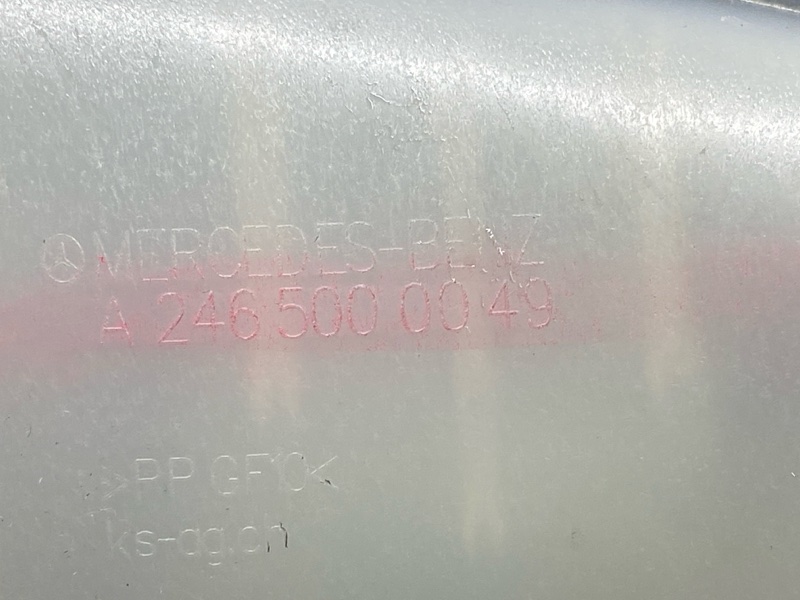 MERCEDES-BENZ
A 246 500 00 49
>PP GF10<
ks-ag.ch